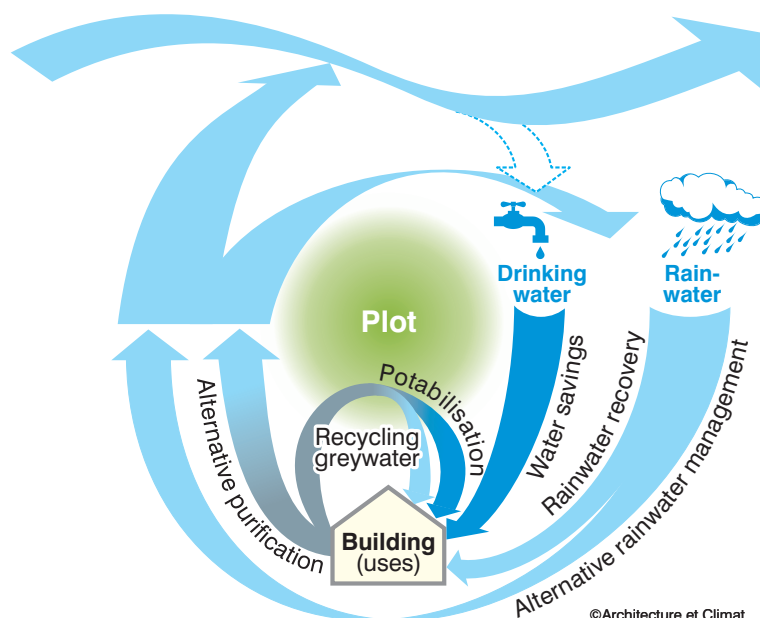 Drinking
water
Rain-
water
Plot
Potabilisation
Recycling
greywater
Water savings
Rainwater recovery
Alternative rainwater management
Alternative purification
Building
(uses)
©Architecture et Climat